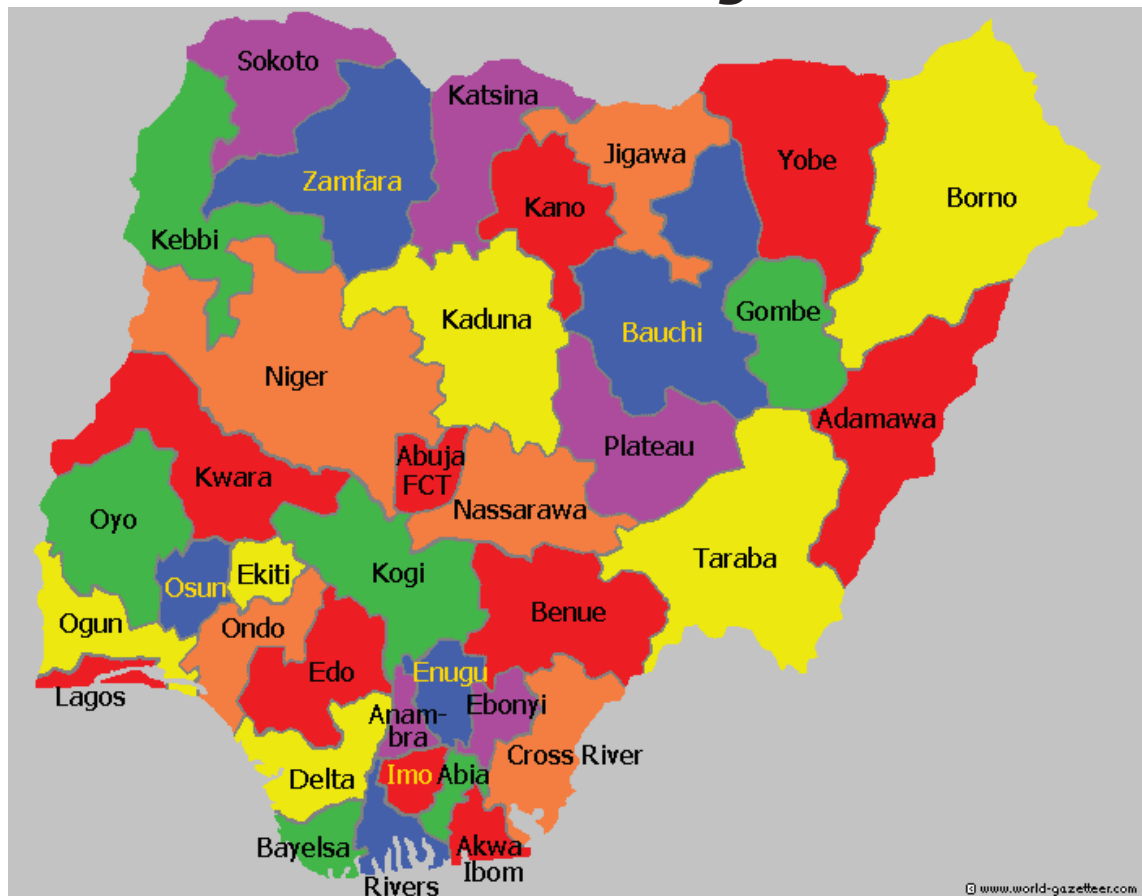 Sokoto
Katsina
Zamfara
Jigawa
Yobe
Kano
Borno
Kebbi
Kaduna
Gombe
Bauchi
Niger
Adamawa
Plateau
Abuja
FCT
Kwara
Nassarawa
Oyo
Taraba
Kogi
Osun
Ekiti
Benue
Ogun
Ondo
Edo
Enugu
Lagos
Ebonyi
Anam-
bra
Cross River
Delta
Imo
Abia
Bayelsa
Akwa
Ibom
Rivers
© www.world-gazetteer.com